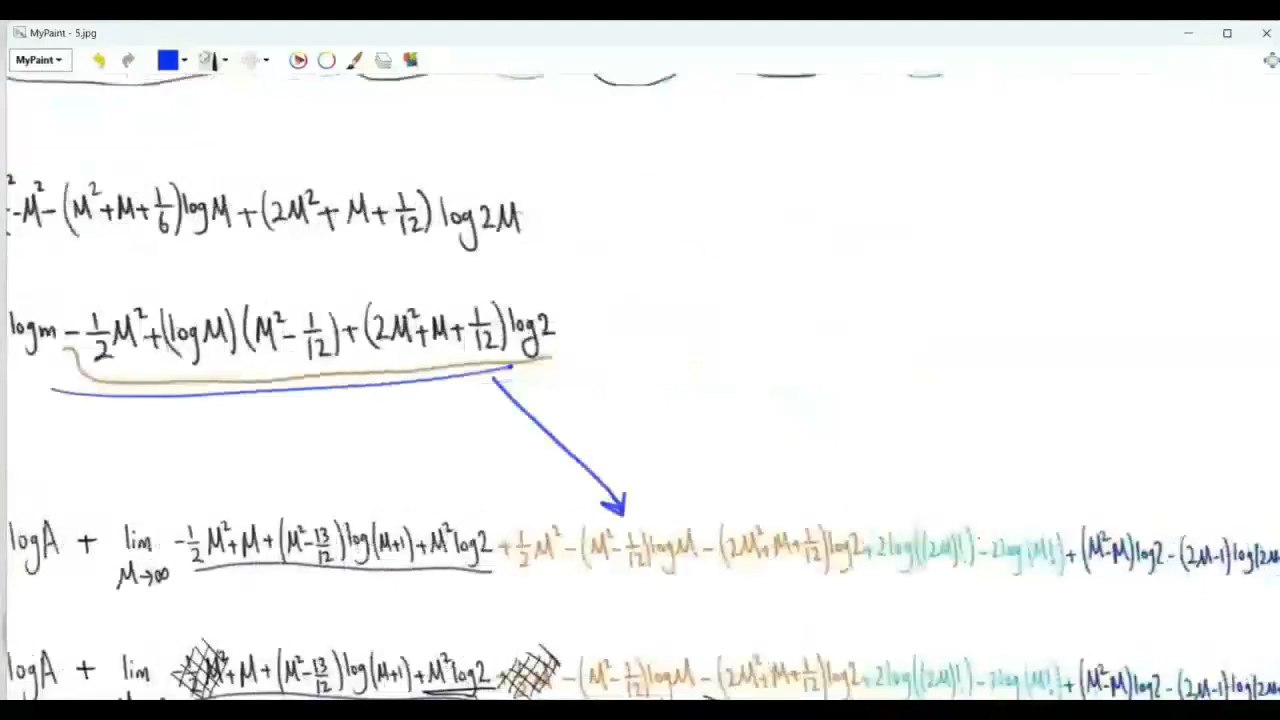 MyPaint - 5.jpg
MyPaint
-M² - (M² + M + 1/6) log M + (2M² + M + 1/12) log 2M
log m - 1/2 M² + (log M) (M² - 1/12) + (2M² + M + 1/12) log 2
log A + lim M→∞ -1/2 M² + M + (M² - 13/12) log(M+1) + M² log 2 + 1/2 M² - (M² - 1/12) log M - (2M² + M + 1/12) log 2 + 2 log((2M)!) - 2 log(M!) + (M² - M) log 2 - (2M-1) log(2M
log A + lim M² + M + (M² - 13/12) log(M+1) + M² log 2 - (M² - 1/12) log M - (2M² + M + 1/12) log 2 + 2 log((2M)!) - 2 log(M!) + (M² - M) log 2 - (2M-1) log(2M